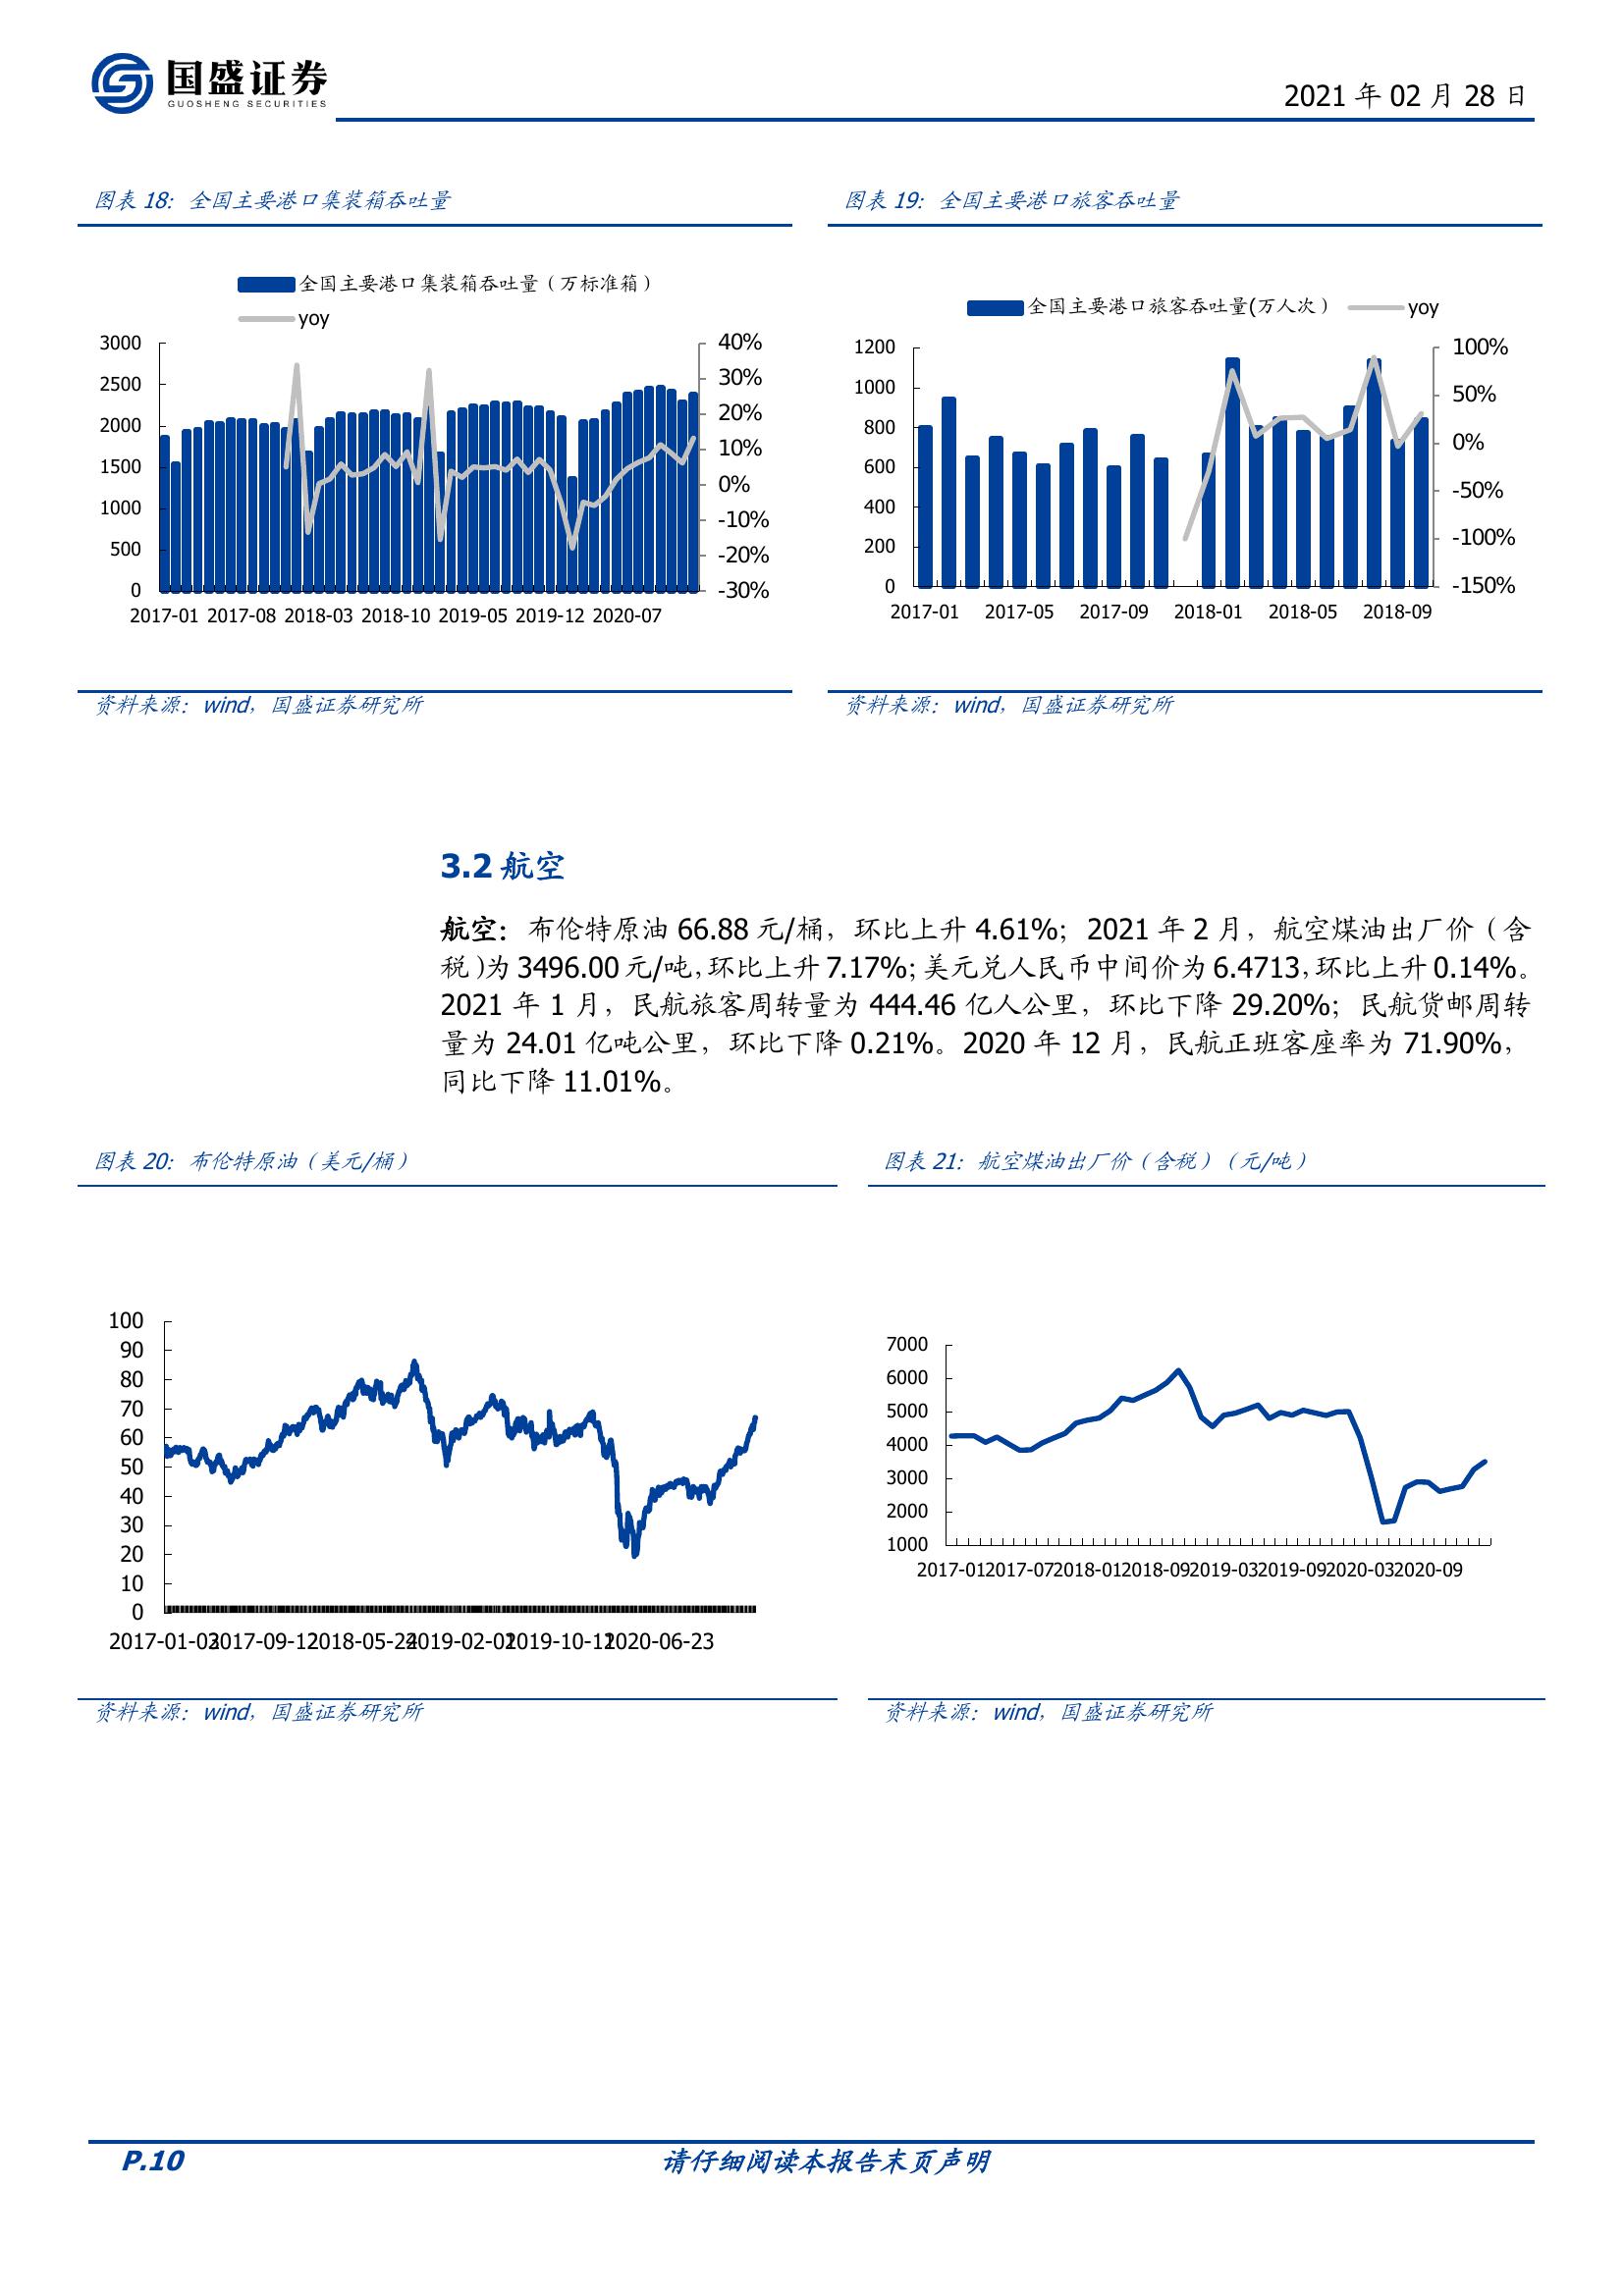 国盛证券
GUOSHENG SECURITIES
2021 年 02 月 28 日
图表 18：全国主要港口集装箱吞吐量
全国主要港口集装箱吞吐量（万标准箱）
yoy
3000
2500
2000
1500
1000
500
0
40%
30%
20%
10%
0%
-10%
-20%
-30%
2017-01 2017-08 2018-03 2018-10 2019-05 2019-12 2020-07
资料来源：wind，国盛证券研究所
图表 19：全国主要港口旅客吞吐量
全国主要港口旅客吞吐量(万人次） yoy
1200
1000
800
600
400
200
0
100%
50%
0%
-50%
-100%
-150%
2017-01 2017-05 2017-09 2018-01 2018-05 2018-09
资料来源：wind，国盛证券研究所
3.2 航空
航空：布伦特原油 66.88 元/桶，环比上升 4.61%；2021 年 2 月，航空煤油出厂价（含
税）为 3496.00 元/吨，环比上升 7.17%；美元兑人民币中间价为 6.4713，环比上升 0.14%。
2021 年 1 月，民航旅客周转量为 444.46 亿人公里，环比下降 29.20%；民航货邮周转
量为 24.01 亿吨公里，环比下降 0.21%。2020 年 12 月，民航正班客座率为 71.90%，
同比下降 11.01%。
图表 20：布伦特原油（美元/桶）
100
90
80
70
60
50
40
30
20
10
0
2017-01-03 2017-09-12 2018-05-24 2019-02-01 2019-10-11 2020-06-23
资料来源：wind，国盛证券研究所
图表 21：航空煤油出厂价（含税）（元/吨）
7000
6000
5000
4000
3000
2000
1000
2017-01 2017-07 2018-01 2018-09 2019-03 2019-09 2020-03 2020-09
资料来源：wind，国盛证券研究所
P.10
请仔细阅读本报告末页声明